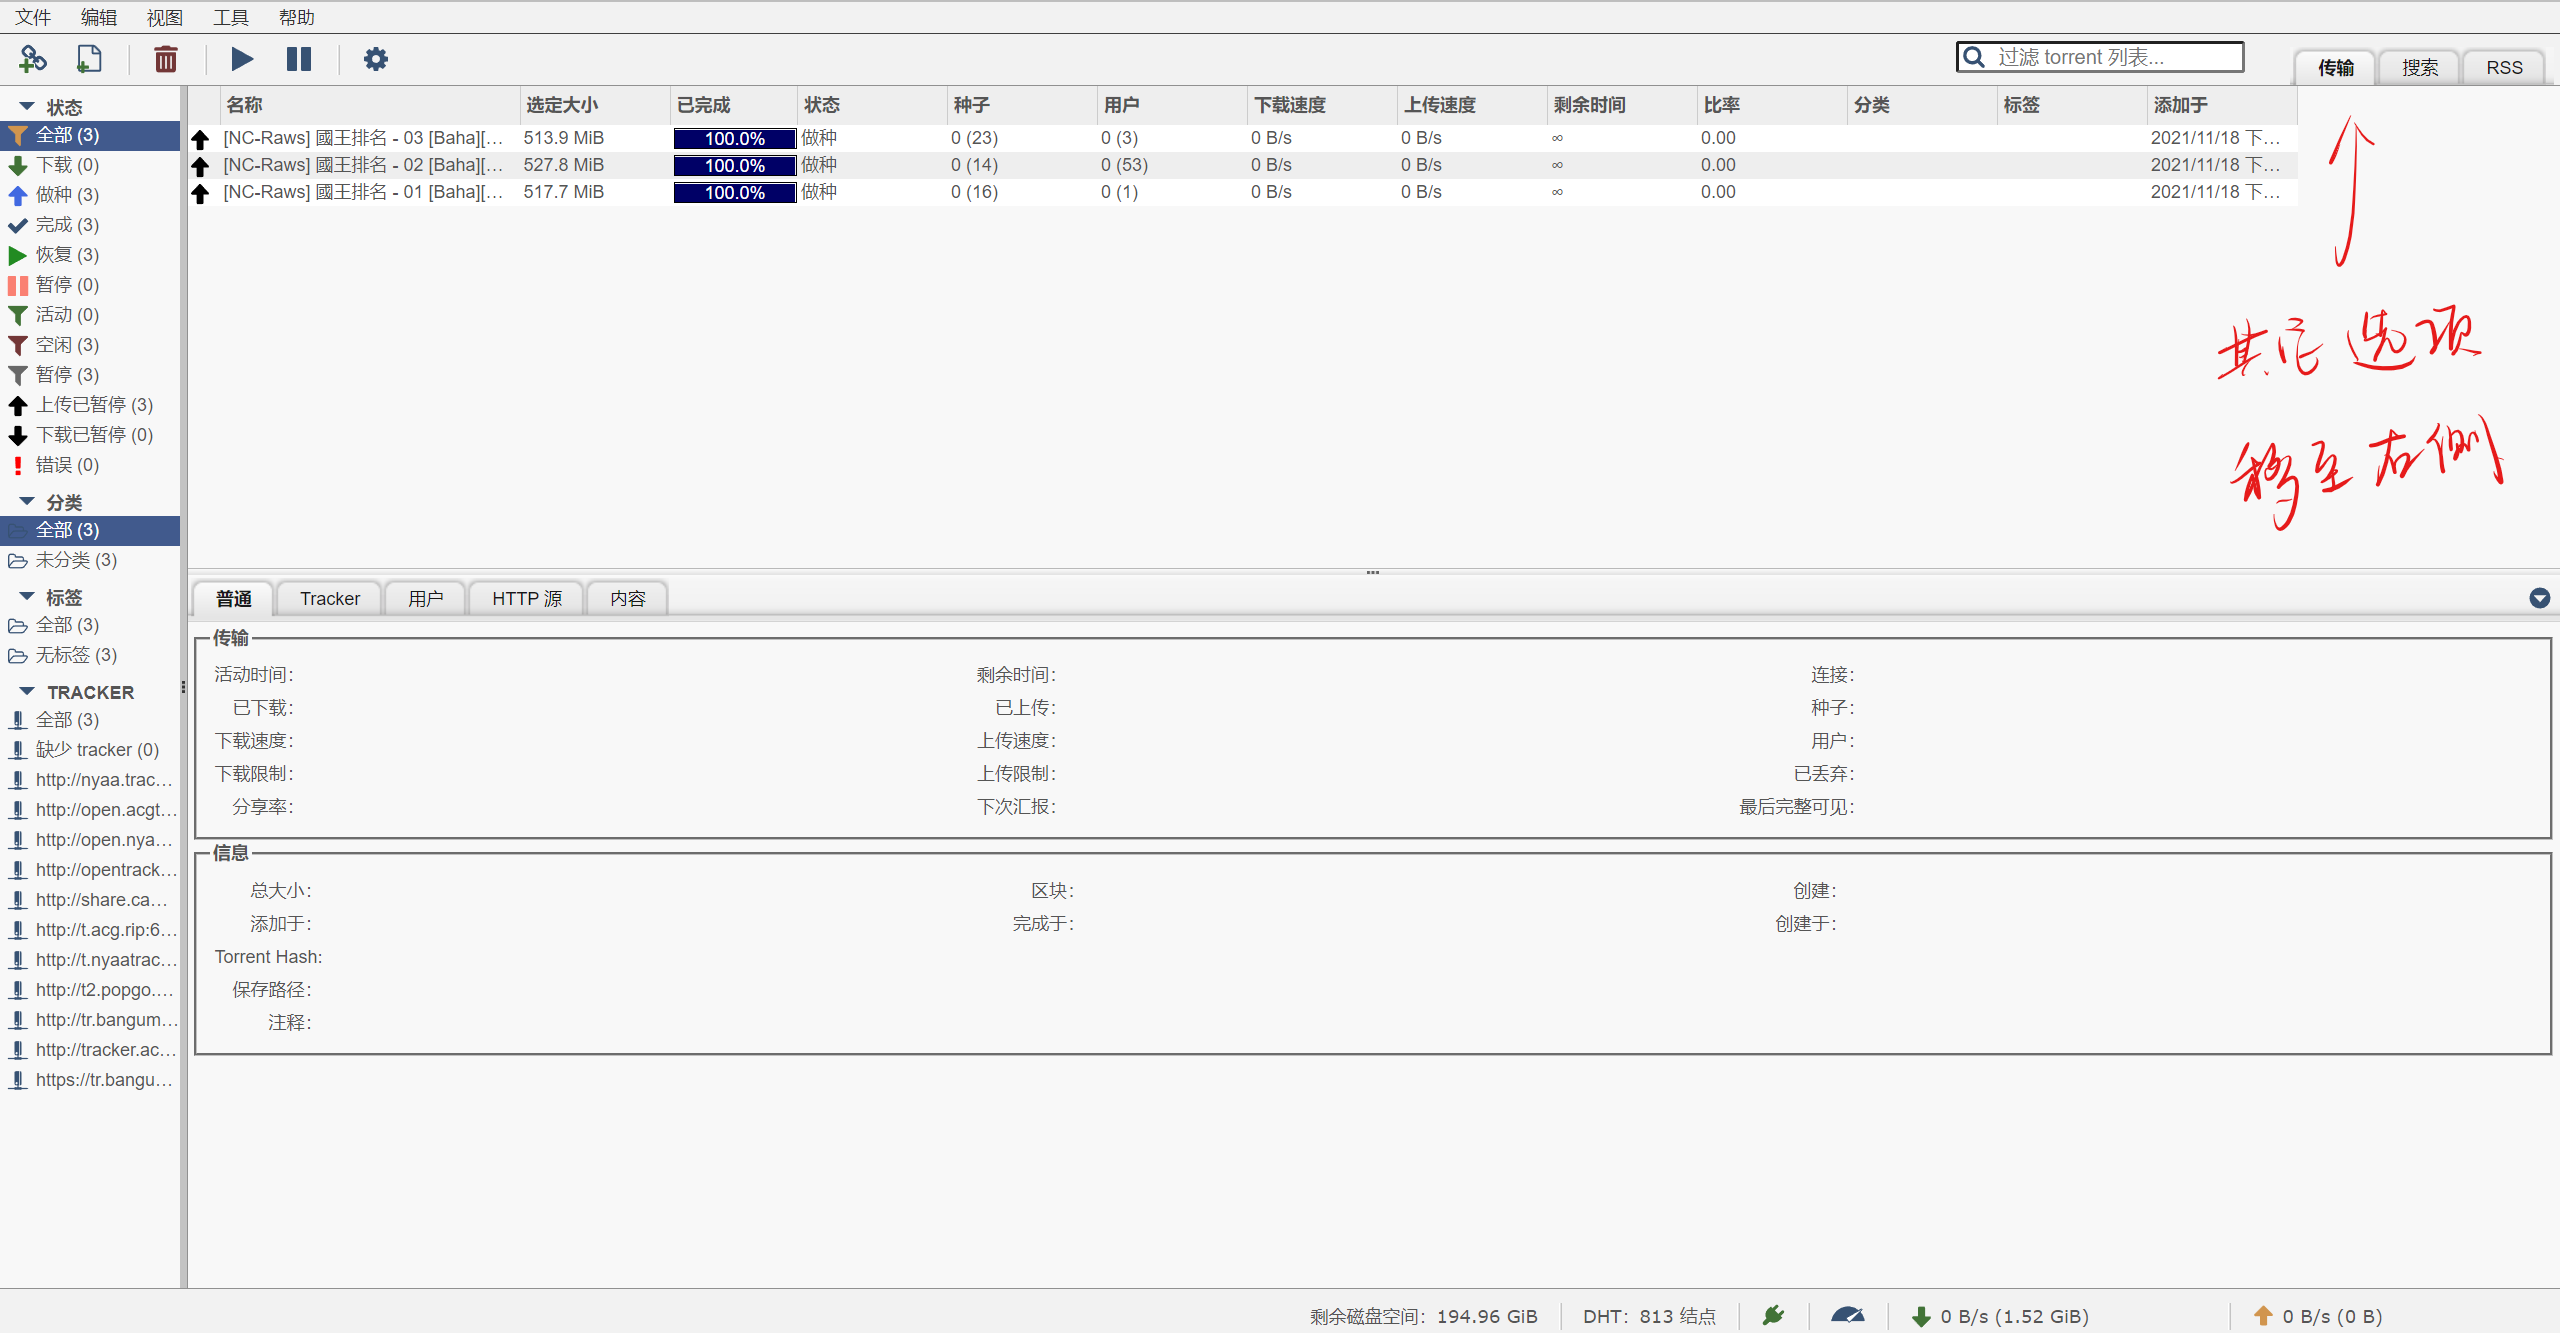 文件 编辑 视图 工具 帮助
过滤 torrent 列表...
传输 搜索 RSS
状态
全部 (3)
下载 (0)
做种 (3)
完成 (3)
恢复 (3)
暂停 (0)
活动 (0)
空闲 (3)
暂停 (3)
上传已暂停 (3)
下载已暂停 (0)
错误 (0)
分类
全部 (3)
未分类 (3)
标签
全部 (3)
无标签 (3)
TRACKER
全部 (3)
缺少 tracker (0)
http://nyaa.trac...
http://open.acgt...
http://open.nya...
http://opentrack...
http://share.ca...
http://t.acg.rip:6...
http://t.nyaatrac...
http://t2.popgo....
http://tr.bangum...
http://tracker.ac...
https://tr.bangu...
名称 选定大小 已完成 状态 种子 用户 下载速度 上传速度 剩余时间 比率 分类 标签 添加于
[NC-Raws] 國王排名 - 03 [Baha][... 513.9 MiB 100.0% 做种 0 (23) 0 (3) 0 B/s 0 B/s ∞ 0.00 2021/11/18 下...
[NC-Raws] 國王排名 - 02 [Baha][... 527.8 MiB 100.0% 做种 0 (14) 0 (53) 0 B/s 0 B/s ∞ 0.00 2021/11/18 下...
[NC-Raws] 國王排名 - 01 [Baha][... 517.7 MiB 100.0% 做种 0 (16) 0 (1) 0 B/s 0 B/s ∞ 0.00 2021/11/18 下...
其它选项
移至右侧
普通 Tracker 用户 HTTP 源 内容
传输
活动时间： 剩余时间： 连接：
已下载： 已上传： 种子：
下载速度： 上传速度： 用户：
下载限制： 上传限制： 已丢弃：
分享率： 下次汇报： 最后完整可见：
信息
总大小： 区块： 创建：
添加于： 完成于： 创建于：
Torrent Hash:
保存路径：
注释：
剩余磁盘空间：194.96 GiB DHT：813 结点 0 B/s (1.52 GiB) 0 B/s (0 B)